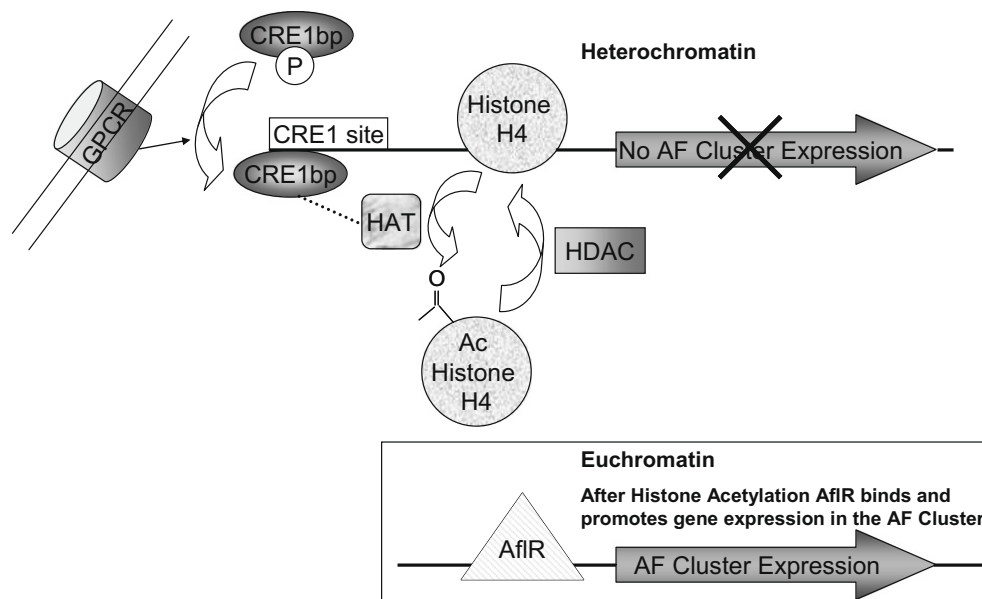 CRE1bp
P
Heterochromatin
GPCR
CRE1 site
Histone
H4
No AF Cluster Expression
CRE1bp
HAT
HDAC
O
Ac
Histone
H4
Euchromatin
After Histone Acetylation AflR binds and
promotes gene expression in the AF Cluster
AflR
AF Cluster Expression